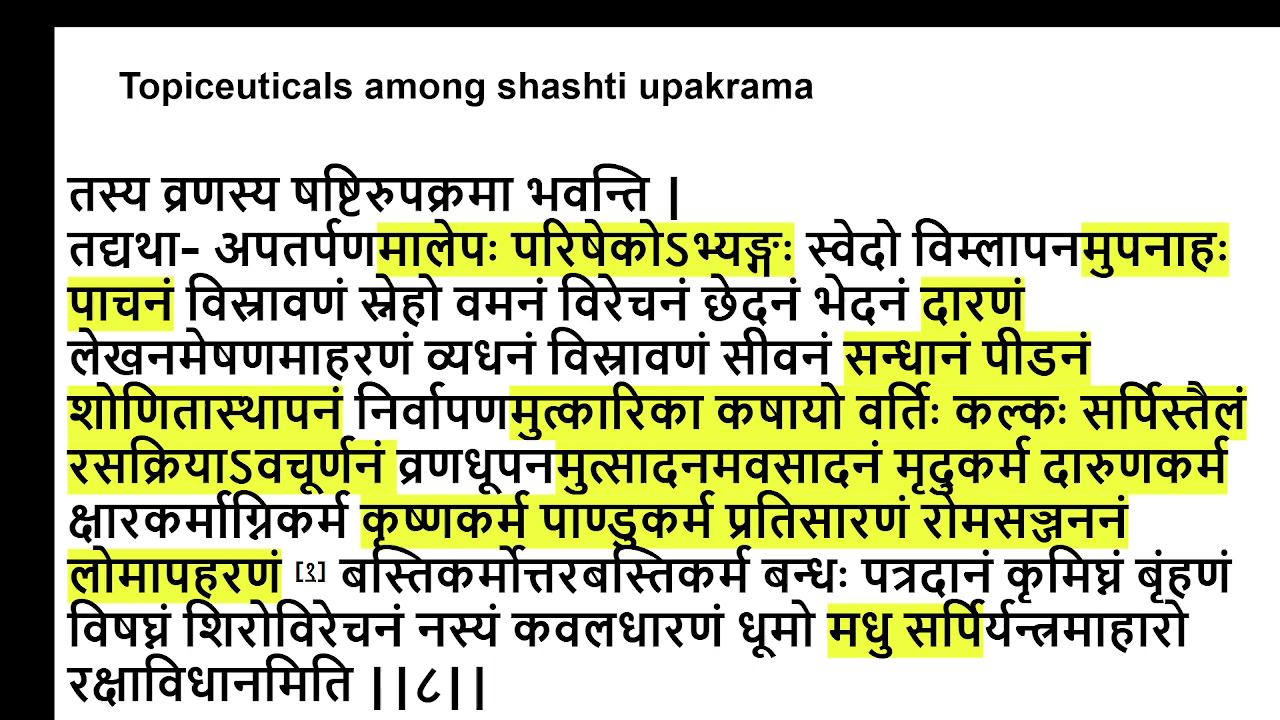 Topiceuticals among shashti upakrama
तस्य व्रणस्य षष्टिरुपक्रमा भवन्ति |
तद्यथा- अपतर्पणमालेपः परिषेकोऽभ्यङ्गः स्वेदो विम्लापनमुपनाहः
पाचनं विस्रावणं स्नेहो वमनं विरेचनं छेदनं भेदनं दारणं
लेखनमेषणमाहरणं व्यधनं विस्रावणं सीवनं सन्धानं पीडनं
शोणितास्थापनं निर्वापणमुत्कारिका कषायो वर्तिः कल्कः सर्पिस्तैलं
रसक्रियाऽवचूर्णनं व्रणधूपनमुत्सादनमवसादनं मृदुकर्म दारुणकर्म
क्षारकर्माग्निकर्म कृष्णकर्म पाण्डुकर्म प्रतिसारणं रोमसञ्जननं
लोमापहरणं [१] बस्तिकर्मोत्तरबस्तिकर्म बन्धः पत्रदानं कृमिघ्नं बृंहणं
विषघ्नं शिरोविरेचनं नस्यं कवलधारणं धूमो मधु सर्पिर्यन्त्रमाहारो
रक्षाविधानमिति ||८||